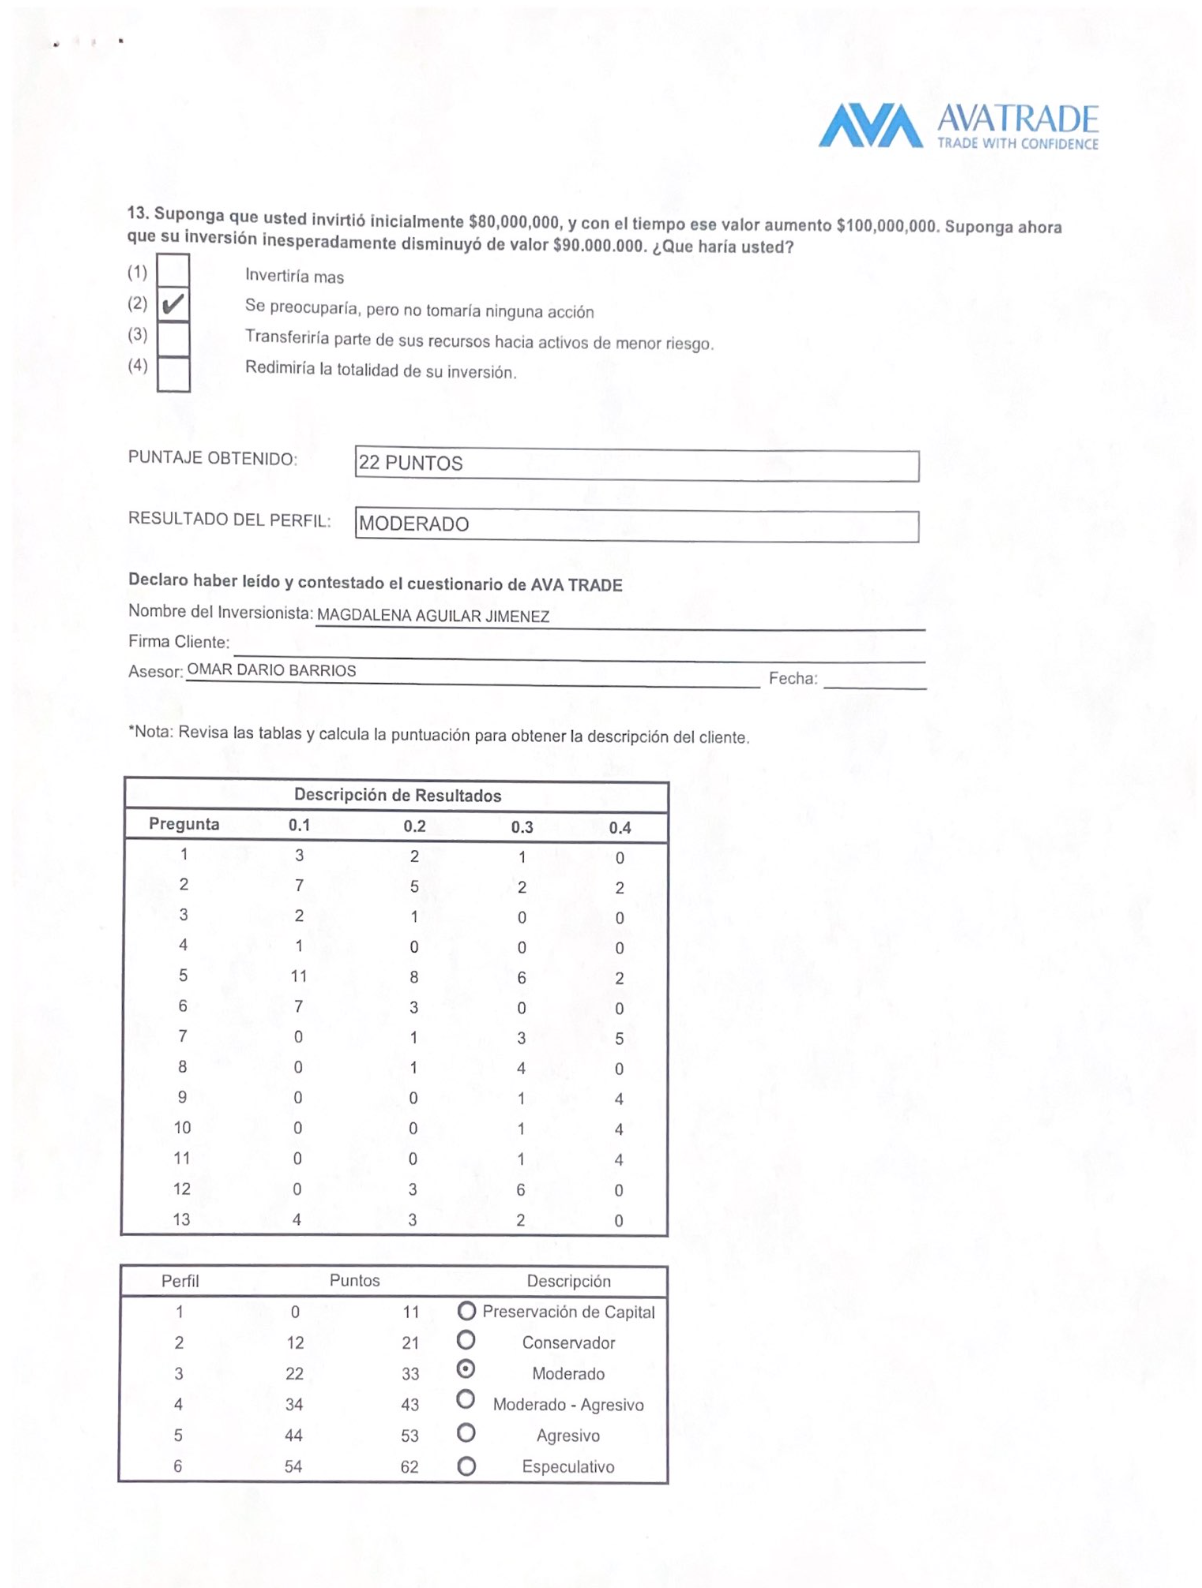 AVA AVATRADE
TRADE WITH CONFIDENCE
13. Suponga que usted invirtió inicialmente $80,000,000, y con el tiempo ese valor aumento $100,000,000. Suponga ahora
que su inversión inesperadamente disminuyó de valor $90.000.000. ¿Que haría usted?
(1) Invertiría mas
(2) ✔ Se preocuparía, pero no tomaría ninguna acción
(3) Transferiría parte de sus recursos hacia activos de menor riesgo.
(4) Redimiría la totalidad de su inversión.
PUNTAJE OBTENIDO: 22 PUNTOS
RESULTADO DEL PERFIL: MODERADO
Declaro haber leído y contestado el cuestionario de AVA TRADE
Nombre del Inversionista: MAGDALENA AGUILAR JIMENEZ
Firma Cliente:
Asesor: OMAR DARIO BARRIOS Fecha:
*Nota: Revisa las tablas y calcula la puntuación para obtener la descripción del cliente.
Descripción de Resultados
Pregunta 0.1 0.2 0.3 0.4
1 3 2 1 0
2 7 5 2 2
3 2 1 0 0
4 1 0 0 0
5 11 8 6 2
6 7 3 0 0
7 0 1 3 5
8 0 1 4 0
9 0 0 1 4
10 0 0 1 4
11 0 0 1 4
12 0 3 6 0
13 4 3 2 0
Perfil Puntos Descripción
1 0 11 Preservación de Capital
2 12 21 Conservador
3 22 33 Moderado
4 34 43 Moderado - Agresivo
5 44 53 Agresivo
6 54 62 Especulativo